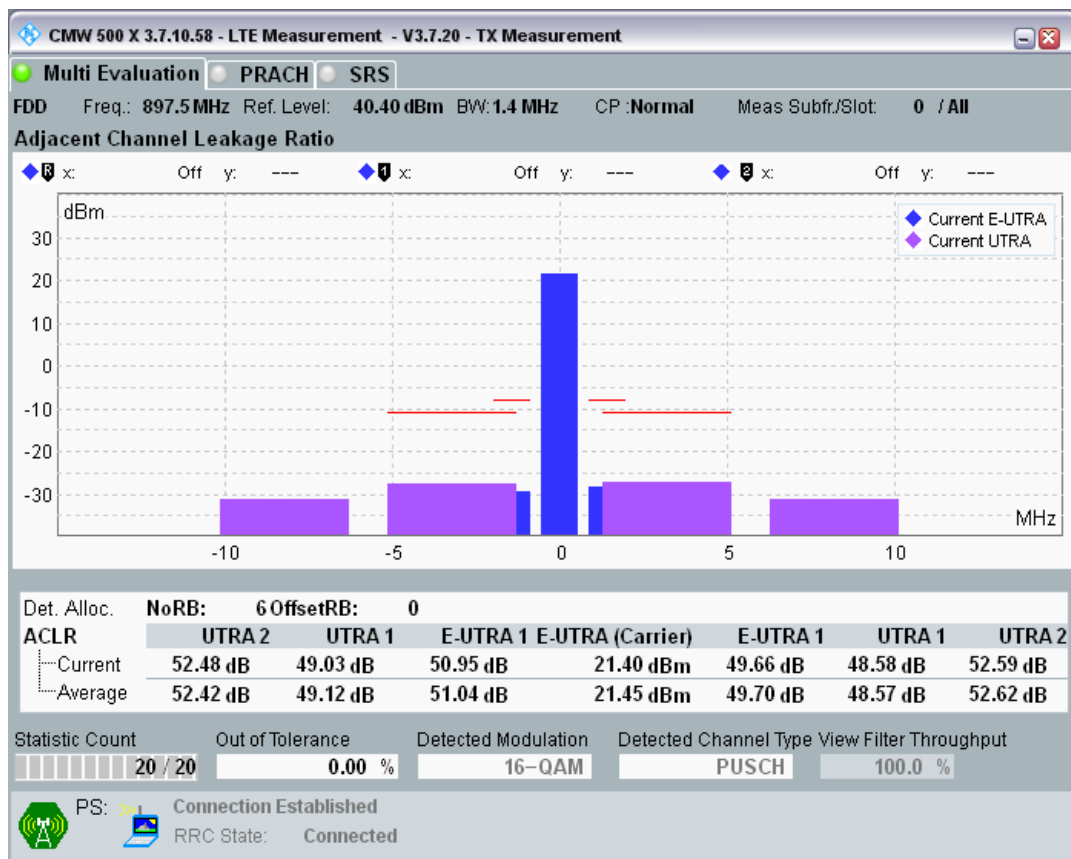 CMW 500 X 3.7.10.58 - LTE Measurement - V3.7.20 - TX Measurement
Multi Evaluation PRACH SRS
FDD Freq.: 897.5 MHz Ref. Level: 40.40 dBm BW: 1.4 MHz CP :Normal Meas Subfr./Slot: 0 / All
Adjacent Channel Leakage Ratio
R x: Off y: --- 1 x: Off y: --- 2 x: Off y: ---
dBm
Current E-UTRA
Current UTRA
30
20
10
0
-10
-20
-30
MHz
-10 -5 0 5 10
Det. Alloc. NoRB: 6 OffsetRB: 0
ACLR UTRA 2 UTRA 1 E-UTRA 1 E-UTRA (Carrier) E-UTRA 1 UTRA 1 UTRA 2
Current 52.48 dB 49.03 dB 50.95 dB 21.40 dBm 49.66 dB 48.58 dB 52.59 dB
Average 52.42 dB 49.12 dB 51.04 dB 21.45 dBm 49.70 dB 48.57 dB 52.62 dB
Statistic Count Out of Tolerance Detected Modulation Detected Channel Type View Filter Throughput
20 / 20 0.00 % 16-QAM PUSCH 100.0 %
PS: Connection Established
RRC State: Connected